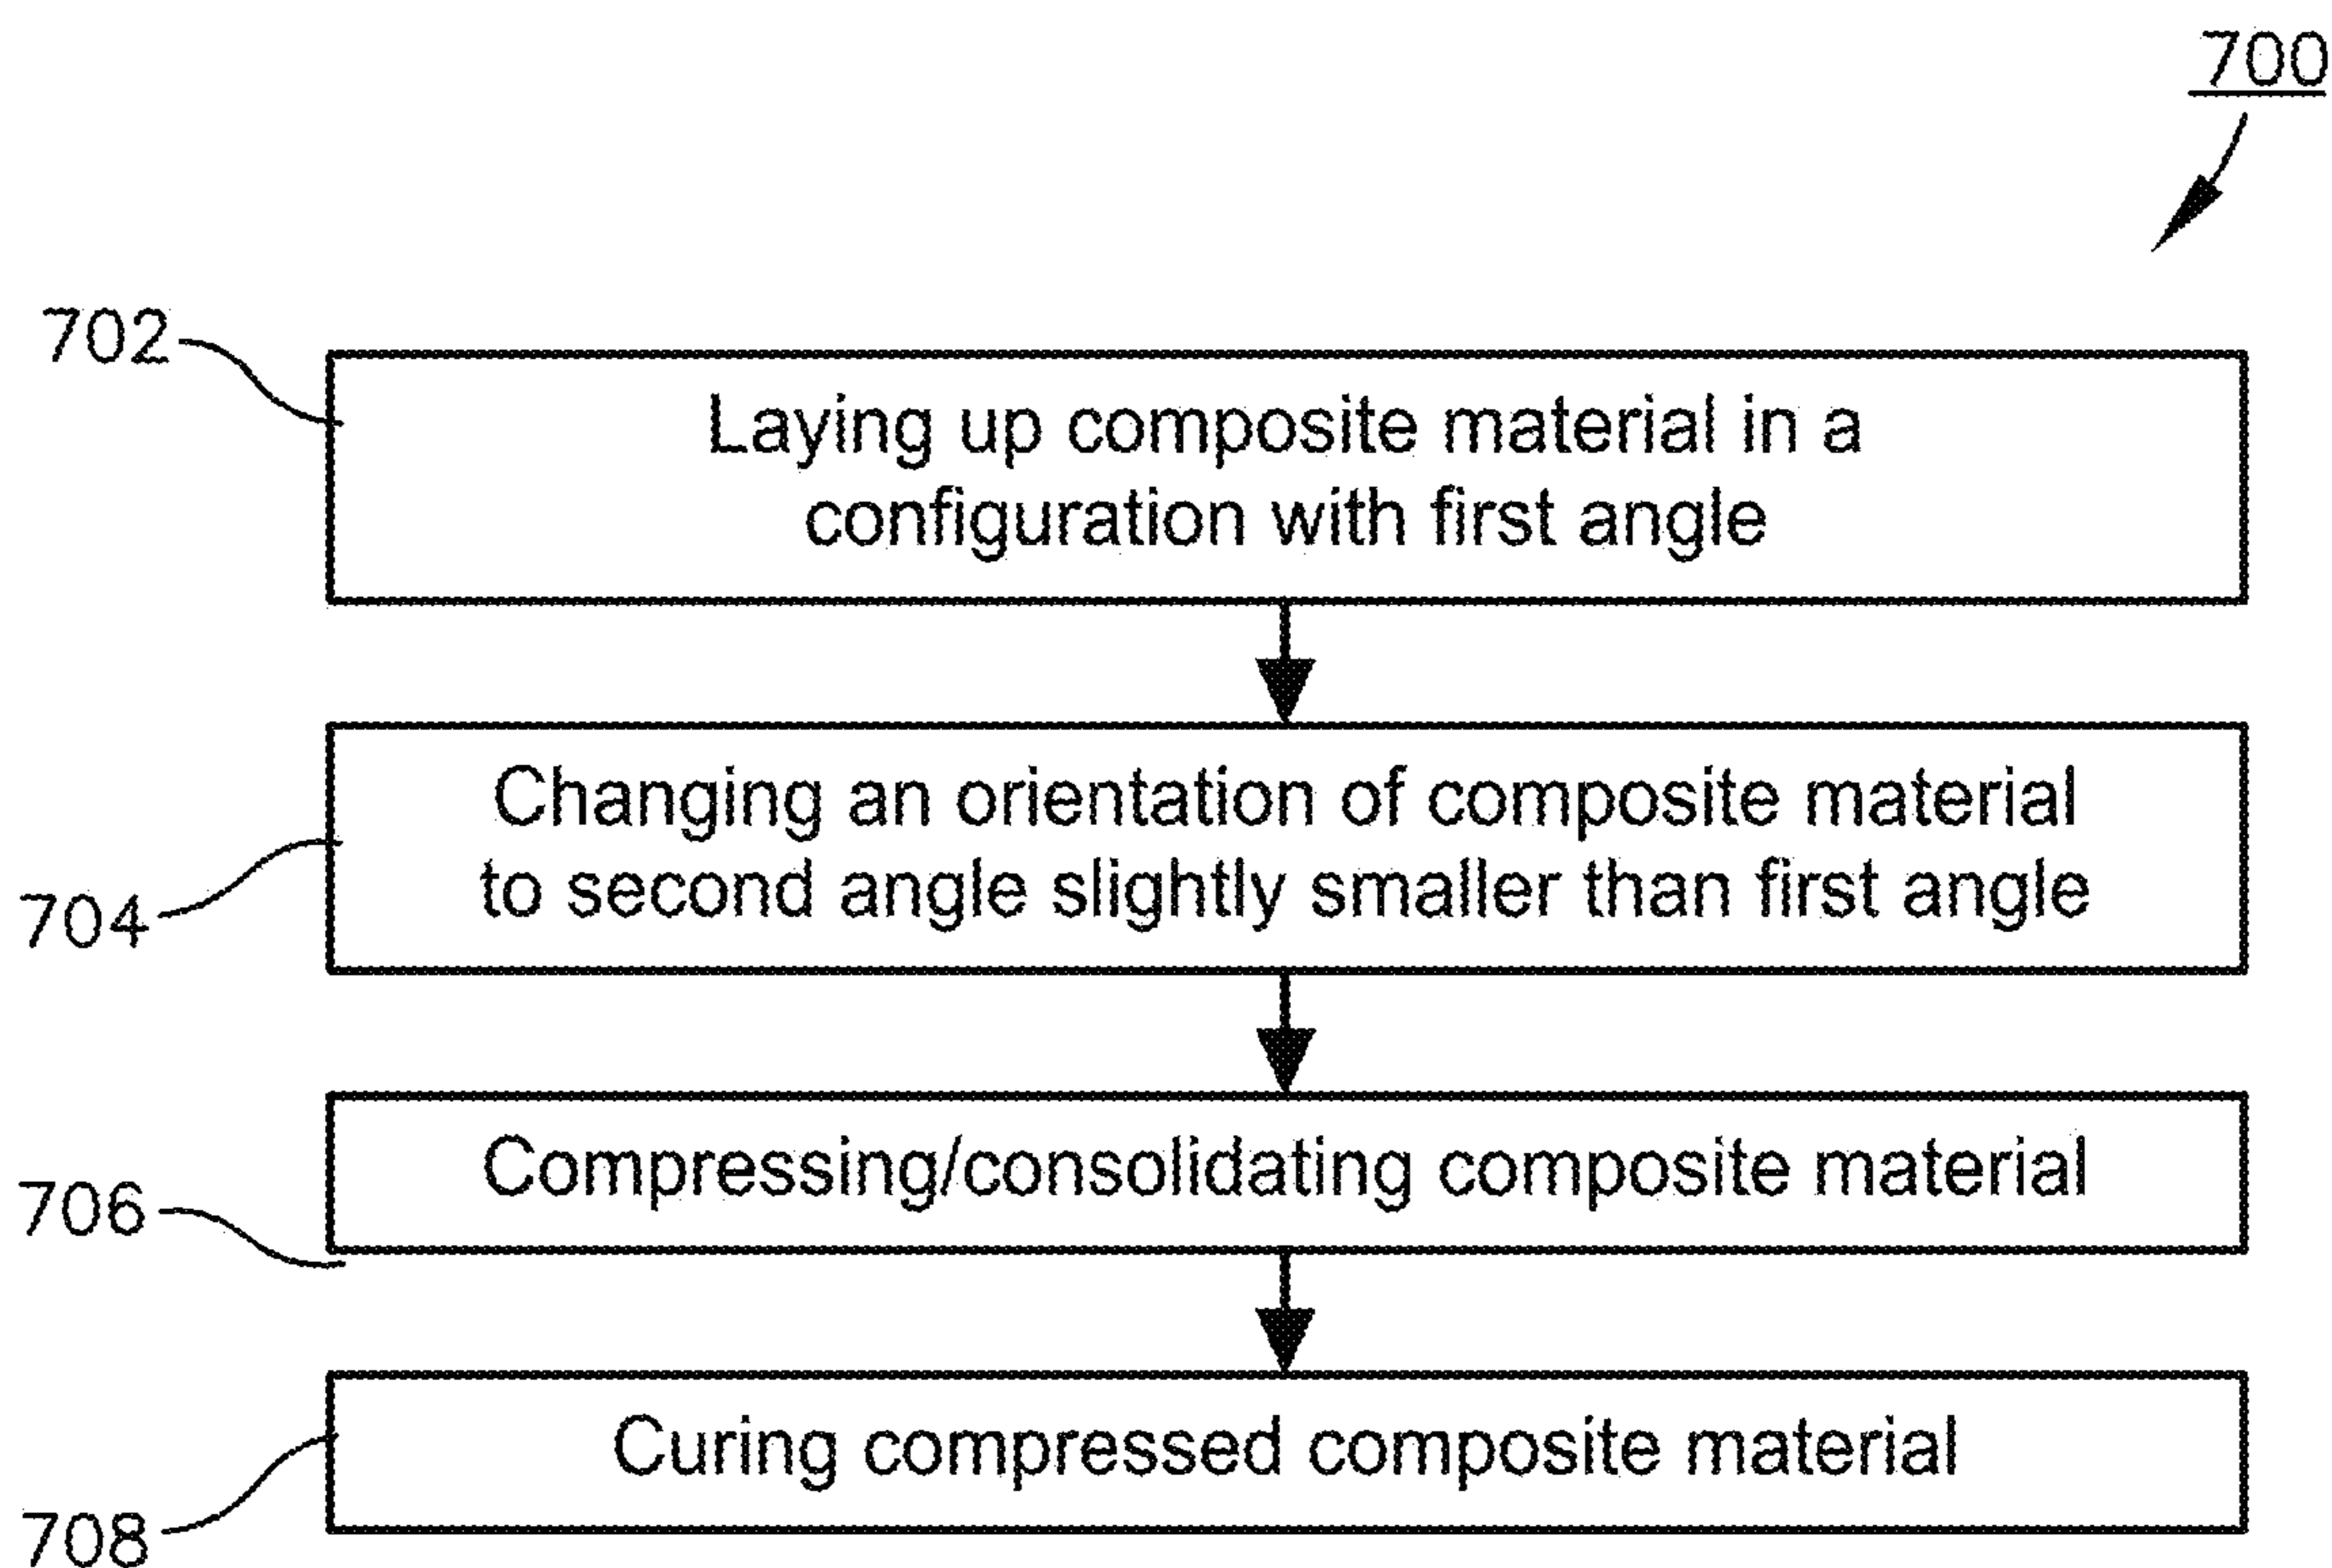 700
702
Laying up composite material in a
configuration with first angle
704
Changing an orientation of composite material
to second angle slightly smaller than first angle
706
Compressing/consolidating composite material
708
Curing compressed composite material